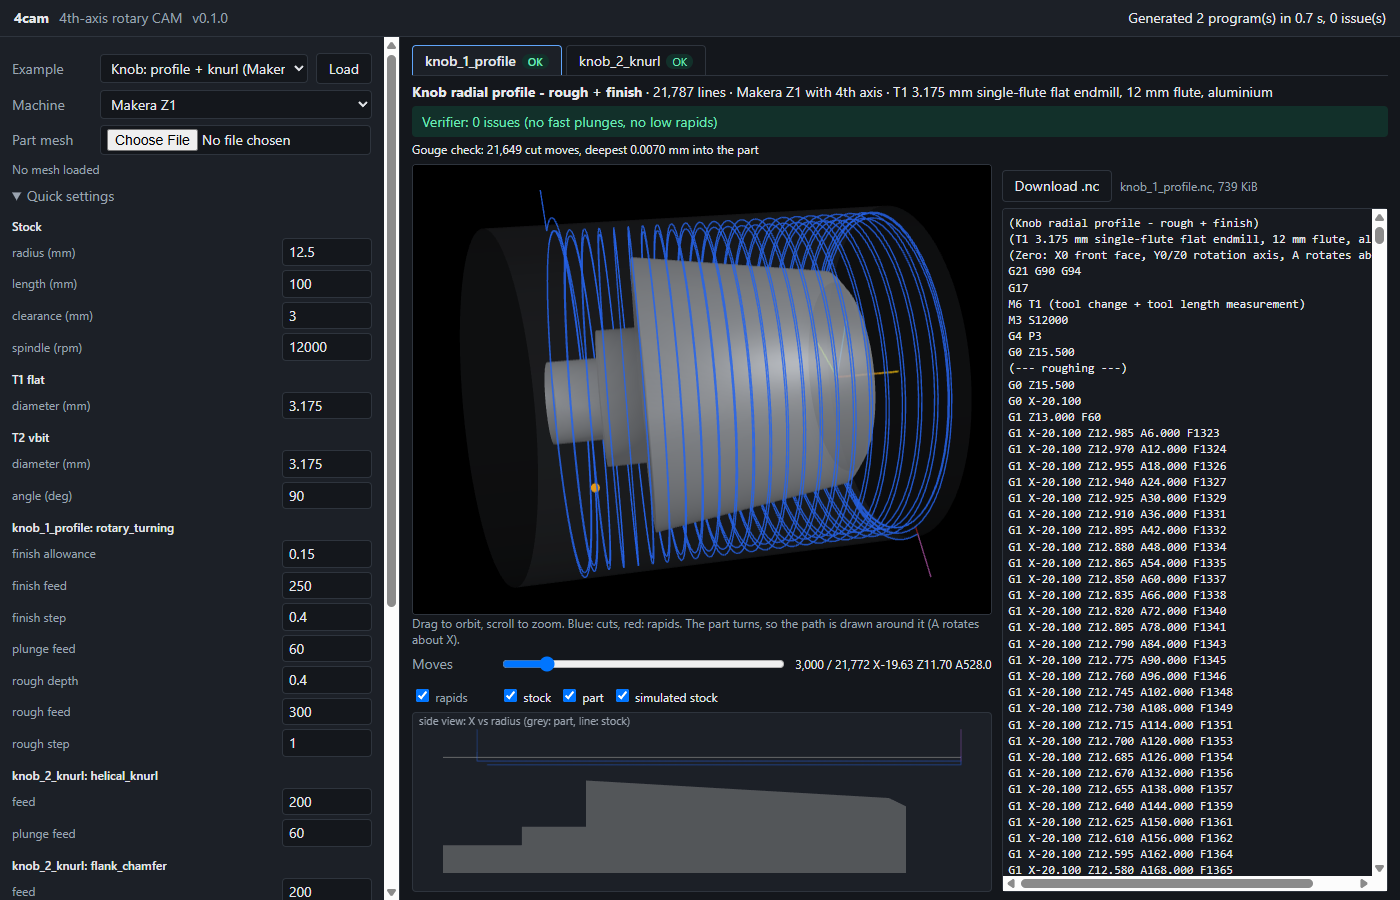 4cam 4th-axis rotary CAM v0.1.0
Generated 2 program(s) in 0.7 s, 0 issue(s)
Example Knob: profile + knurl (Maker Load
Machine Makera Z1
Part mesh Choose File No file chosen
No mesh loaded
▼ Quick settings
Stock
radius (mm) 12.5
length (mm) 100
clearance (mm) 3
spindle (rpm) 12000
T1 flat
diameter (mm) 3.175
T2 vbit
diameter (mm) 3.175
angle (deg) 90
knob_1_profile: rotary_turning
finish allowance 0.15
finish feed 250
finish step 0.4
plunge feed 60
rough depth 0.4
rough feed 300
rough step 1
knob_2_knurl: helical_knurl
feed 200
plunge feed 60
knob_2_knurl: flank_chamfer
feed 200
knob_1_profile OK knob_2_knurl OK
Knob radial profile - rough + finish · 21,787 lines · Makera Z1 with 4th axis · T1 3.175 mm single-flute flat endmill, 12 mm flute, aluminium
Verifier: 0 issues (no fast plunges, no low rapids)
Gouge check: 21,649 cut moves, deepest 0.0070 mm into the part
Drag to orbit, scroll to zoom. Blue: cuts, red: rapids. The part turns, so the path is drawn around it (A rotates
about X).
Moves 3,000 / 21,772 X-19.63 Z11.70 A528.0
rapids stock part simulated stock
side view: X vs radius (grey: part, line: stock)
Download .nc knob_1_profile.nc, 739 KiB
(Knob radial profile - rough + finish)
(T1 3.175 mm single-flute flat endmill, 12 mm flute, al
(Zero: X0 front face, Y0/Z0 rotation axis, A rotates ab
G21 G90 G94
G17
M6 T1 (tool change + tool length measurement)
M3 S12000
G4 P3
G0 Z15.500
(--- roughing ---)
G0 Z15.500
G0 X-20.100
G1 Z13.000 F60
G1 X-20.100 Z12.985 A6.000 F1323
G1 X-20.100 Z12.970 A12.000 F1324
G1 X-20.100 Z12.955 A18.000 F1326
G1 X-20.100 Z12.940 A24.000 F1327
G1 X-20.100 Z12.925 A30.000 F1329
G1 X-20.100 Z12.910 A36.000 F1331
G1 X-20.100 Z12.895 A42.000 F1332
G1 X-20.100 Z12.880 A48.000 F1334
G1 X-20.100 Z12.865 A54.000 F1335
G1 X-20.100 Z12.850 A60.000 F1337
G1 X-20.100 Z12.835 A66.000 F1338
G1 X-20.100 Z12.820 A72.000 F1340
G1 X-20.100 Z12.805 A78.000 F1341
G1 X-20.100 Z12.790 A84.000 F1343
G1 X-20.100 Z12.775 A90.000 F1345
G1 X-20.100 Z12.760 A96.000 F1346
G1 X-20.100 Z12.745 A102.000 F1348
G1 X-20.100 Z12.730 A108.000 F1349
G1 X-20.100 Z12.715 A114.000 F1351
G1 X-20.100 Z12.700 A120.000 F1353
G1 X-20.100 Z12.685 A126.000 F1354
G1 X-20.100 Z12.670 A132.000 F1356
G1 X-20.100 Z12.655 A138.000 F1357
G1 X-20.100 Z12.640 A144.000 F1359
G1 X-20.100 Z12.625 A150.000 F1361
G1 X-20.100 Z12.610 A156.000 F1362
G1 X-20.100 Z12.595 A162.000 F1364
G1 X-20.100 Z12.580 A168.000 F1365